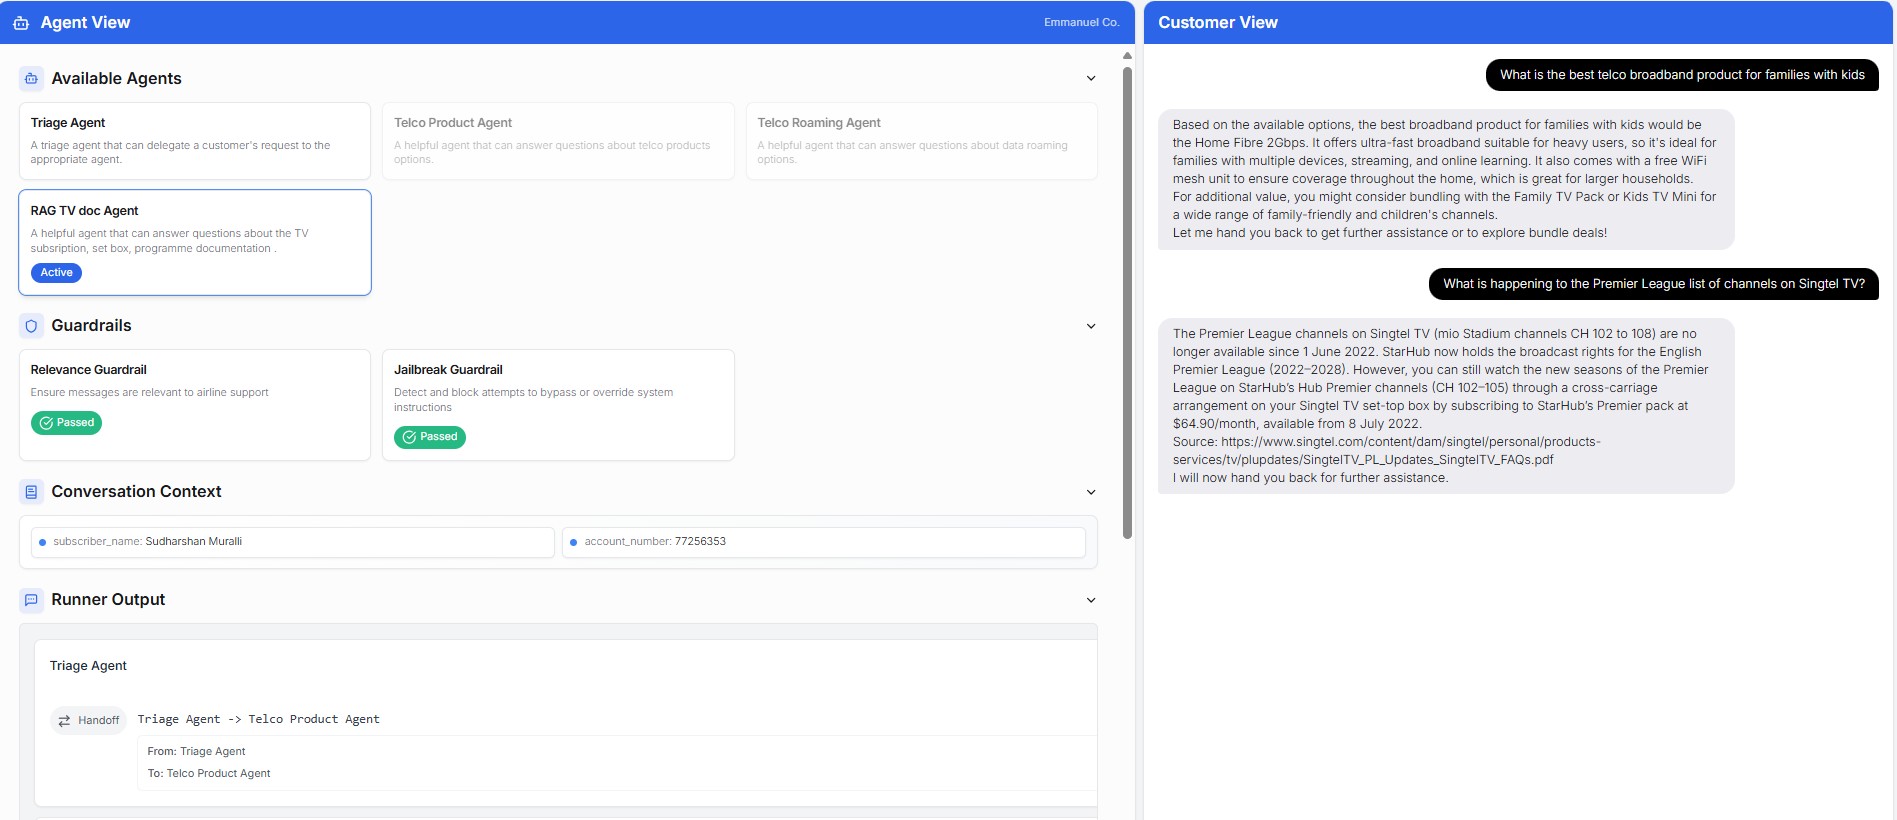 Agent View
Emmanuel Co.
Available Agents
Triage Agent
A triage agent that can delegate a customer's request to the
appropriate agent.
Telco Product Agent
A helpful agent that can answer questions about telco products
options.
Telco Roaming Agent
A helpful agent that can answer questions about data roaming
options.
RAG TV doc Agent
A helpful agent that can answer questions about the TV
subsription, set box, programme documentation .
Active
Guardrails
Relevance Guardrail
Ensure messages are relevant to airline support
Passed
Jailbreak Guardrail
Detect and block attempts to bypass or override system
instructions
Passed
Conversation Context
subscriber_name: Sudharshan Muralli
account_number: 77256353
Runner Output
Triage Agent
Handoff
Triage Agent -> Telco Product Agent
From: Triage Agent
To: Telco Product Agent
Customer View
What is the best telco broadband product for families with kids
Based on the available options, the best broadband product for families with kids would be
the Home Fibre 2Gbps. It offers ultra-fast broadband suitable for heavy users, so it's ideal for
families with multiple devices, streaming, and online learning. It also comes with a free WiFi
mesh unit to ensure coverage throughout the home, which is great for larger households.
For additional value, you might consider bundling with the Family TV Pack or Kids TV Mini for
a wide range of family-friendly and children's channels.
Let me hand you back to get further assistance or to explore bundle deals!
What is happening to the Premier League list of channels on Singtel TV?
The Premier League channels on Singtel TV (mio Stadium channels CH 102 to 108) are no
longer available since 1 June 2022. StarHub now holds the broadcast rights for the English
Premier League (2022–2028). However, you can still watch the new seasons of the Premier
League on StarHub's Hub Premier channels (CH 102–105) through a cross-carriage
arrangement on your Singtel TV set-top box by subscribing to StarHub's Premier pack at
$64.90/month, available from 8 July 2022.
Source: https://www.singtel.com/content/dam/singtel/personal/products-
services/tv/plupdates/SingtelTV_PL_Updates_SingtelTV_FAQs.pdf
I will now hand you back for further assistance.